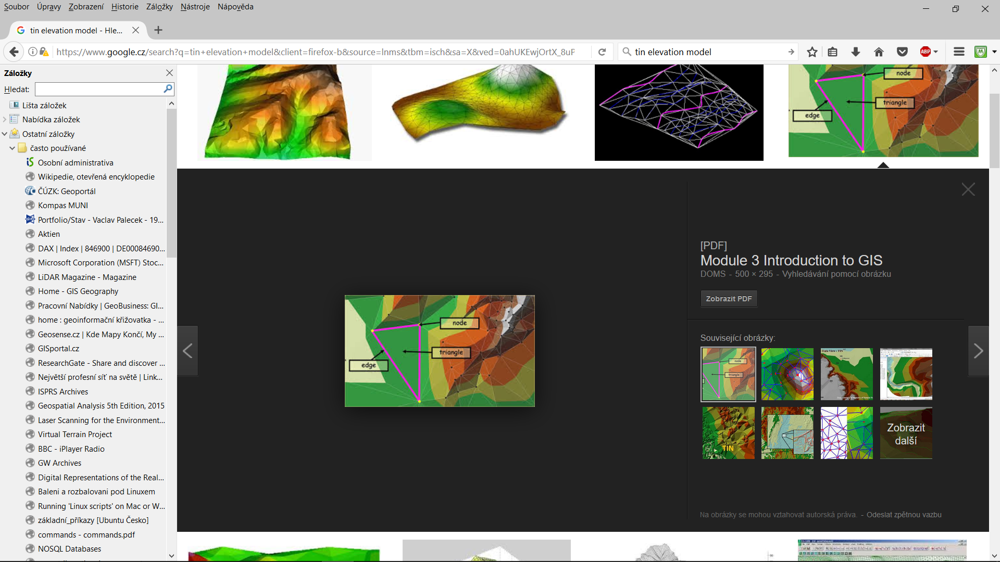 Soubor Úpravy Zobrazení Historie Záložky Nástroje Nápověda
tin elevation model - Hle...
https://www.google.cz/search?q=tin+elevation+model&client=firefox-b&source=lnms&tbm=isch&sa=X&ved=0ahUKEwjOrtX_8uP
tin elevation model
ABP
Záložky
Hledat:
Lišta záložek
Nabídka záložek
Ostatní záložky
často používané
Osobní administrativa
Wikipedie, otevřená encyklopedie
ČÚZK: Geoportál
Kompas MUNI
Portfolio/Stav - Vaclav Palecek - 19...
Aktien
DAX | Index | 846900 | DE00084690...
Microsoft Corporation (MSFT) Stoc...
LiDAR Magazine - Magazine
Home - GIS Geography
Pracovní Nabídky | GeoBusiness: GI...
home : geoinformační křižovatka - ...
Geosense.cz | Kde Mapy Končí, My ...
GISportal.cz
ResearchGate - Share and discover ...
Největší profesní síť na světě | Link...
ISPRS Archives
Geospatial Analysis 5th Edition, 2015
Laser Scanning for the Environment...
Virtual Terrain Project
BBC - iPlayer Radio
GW Archives
Digital Representations of the Real...
Baleni a rozbalovani pod Linuxem
Running 'Linux scripts' on Mac or W...
základní_příkazy [Ubuntu Česko]
commands - commands.pdf
NOSQL Databases
node
triangle
edge
node
triangle
edge
[PDF]
Module 3 Introduction to GIS
DOMS - 500 × 295 - Vyhledávání pomocí obrázku
Zobrazit PDF
Související obrázky:
node
triangle
Data View : TIN
TIN
Zobrazit
další
Na obrázky se mohou vztahovat autorská práva. - Odeslat zpětnou vazbu